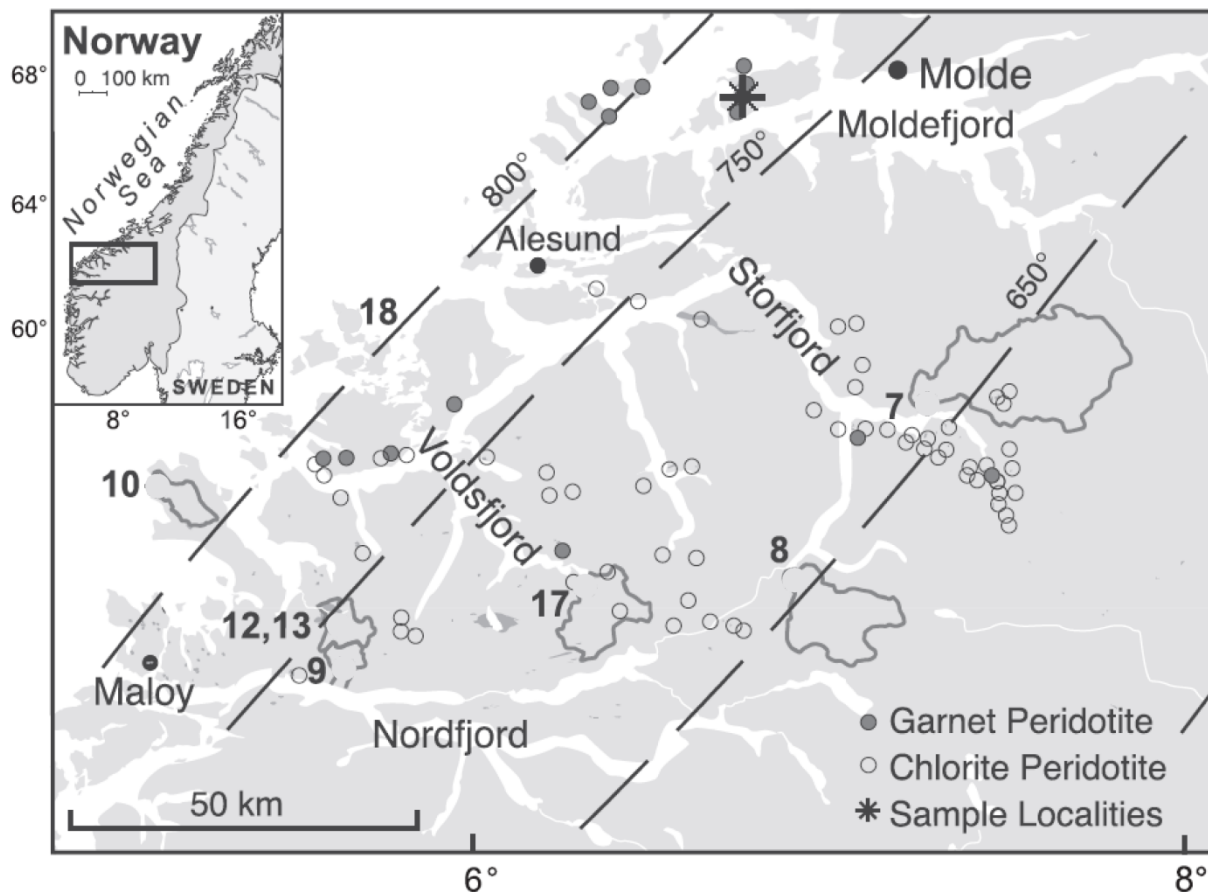 Norway
0 100 km
Norwegian
Sea
SWEDEN
68°
64°
60°
8°
16°
Molde
Moldefjord
800°
750°
650°
Alesund
Storfjord
18
7
10
Voldsfjord
8
17
12,13
9
Maloy
Nordfjord
Garnet Peridotite
Chlorite Peridotite
Sample Localities
50 km
6°
8°